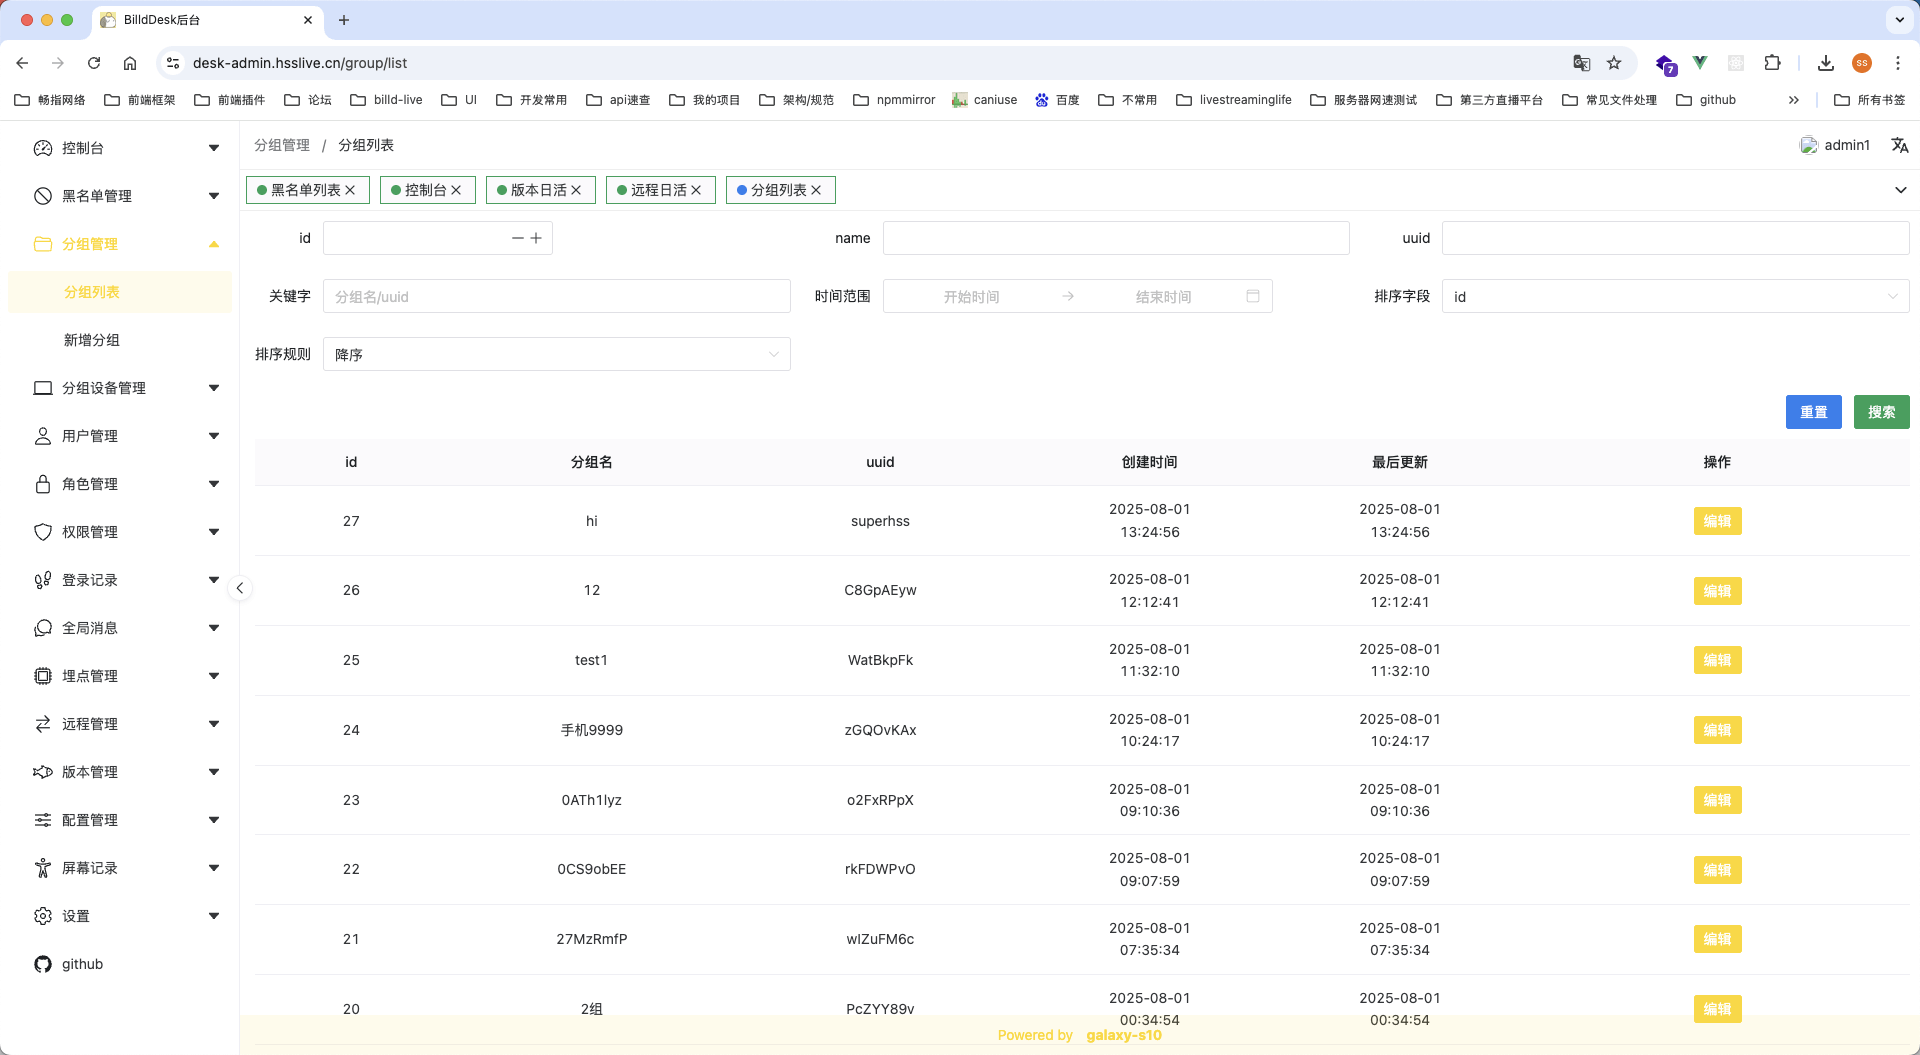 BilldDesk后台
desk-admin.hsslive.cn/group/list
7
ss
畅指网络 前端框架 前端插件 论坛 billd-live UI 开发常用 api速查 我的项目 架构/规范 npmmirror caniuse 百度 不常用 livestreaminglife 服务器网速测试 第三方直播平台 常见文件处理 github 所有书签
控制台
黑名单管理
分组管理
分组列表
新增分组
分组设备管理
用户管理
角色管理
权限管理
登录记录
全局消息
埋点管理
远程管理
版本管理
配置管理
屏幕记录
设置
github
分组管理 / 分组列表
admin1
黑名单列表 控制台 版本日活 远程日活 分组列表
id name uuid
关键字 分组名/uuid 时间范围 开始时间 结束时间 排序字段 id
排序规则 降序
重置 搜索
id 分组名 uuid 创建时间 最后更新 操作
27 hi superhss 2025-08-01 13:24:56 2025-08-01 13:24:56 编辑
26 12 C8GpAEyw 2025-08-01 12:12:41 2025-08-01 12:12:41 编辑
25 test1 WatBkpFk 2025-08-01 11:32:10 2025-08-01 11:32:10 编辑
24 手机9999 zGQOvKAx 2025-08-01 10:24:17 2025-08-01 10:24:17 编辑
23 0ATh1lyz o2FxRPpX 2025-08-01 09:10:36 2025-08-01 09:10:36 编辑
22 0CS9obEE rkFDWPvO 2025-08-01 09:07:59 2025-08-01 09:07:59 编辑
21 27MzRmfP wlZuFM6c 2025-08-01 07:35:34 2025-08-01 07:35:34 编辑
20 2组 PcZYY89v 2025-08-01 00:34:54 2025-08-01 00:34:54 编辑
Powered by galaxy-s10